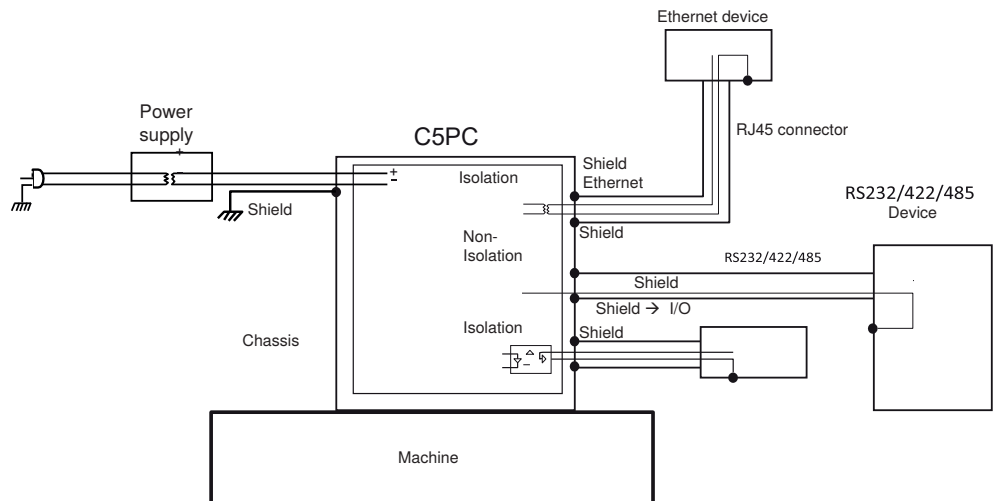 Ethernet device
Power
supply
+
-
C5PC
RJ45 connector
+
-
Isolation
Shield
Ethernet
Shield
Shield
RS232/422/485
Device
Non-
Isolation
RS232/422/485
Shield
Shield → I/O
Isolation
Shield
Chassis
Machine